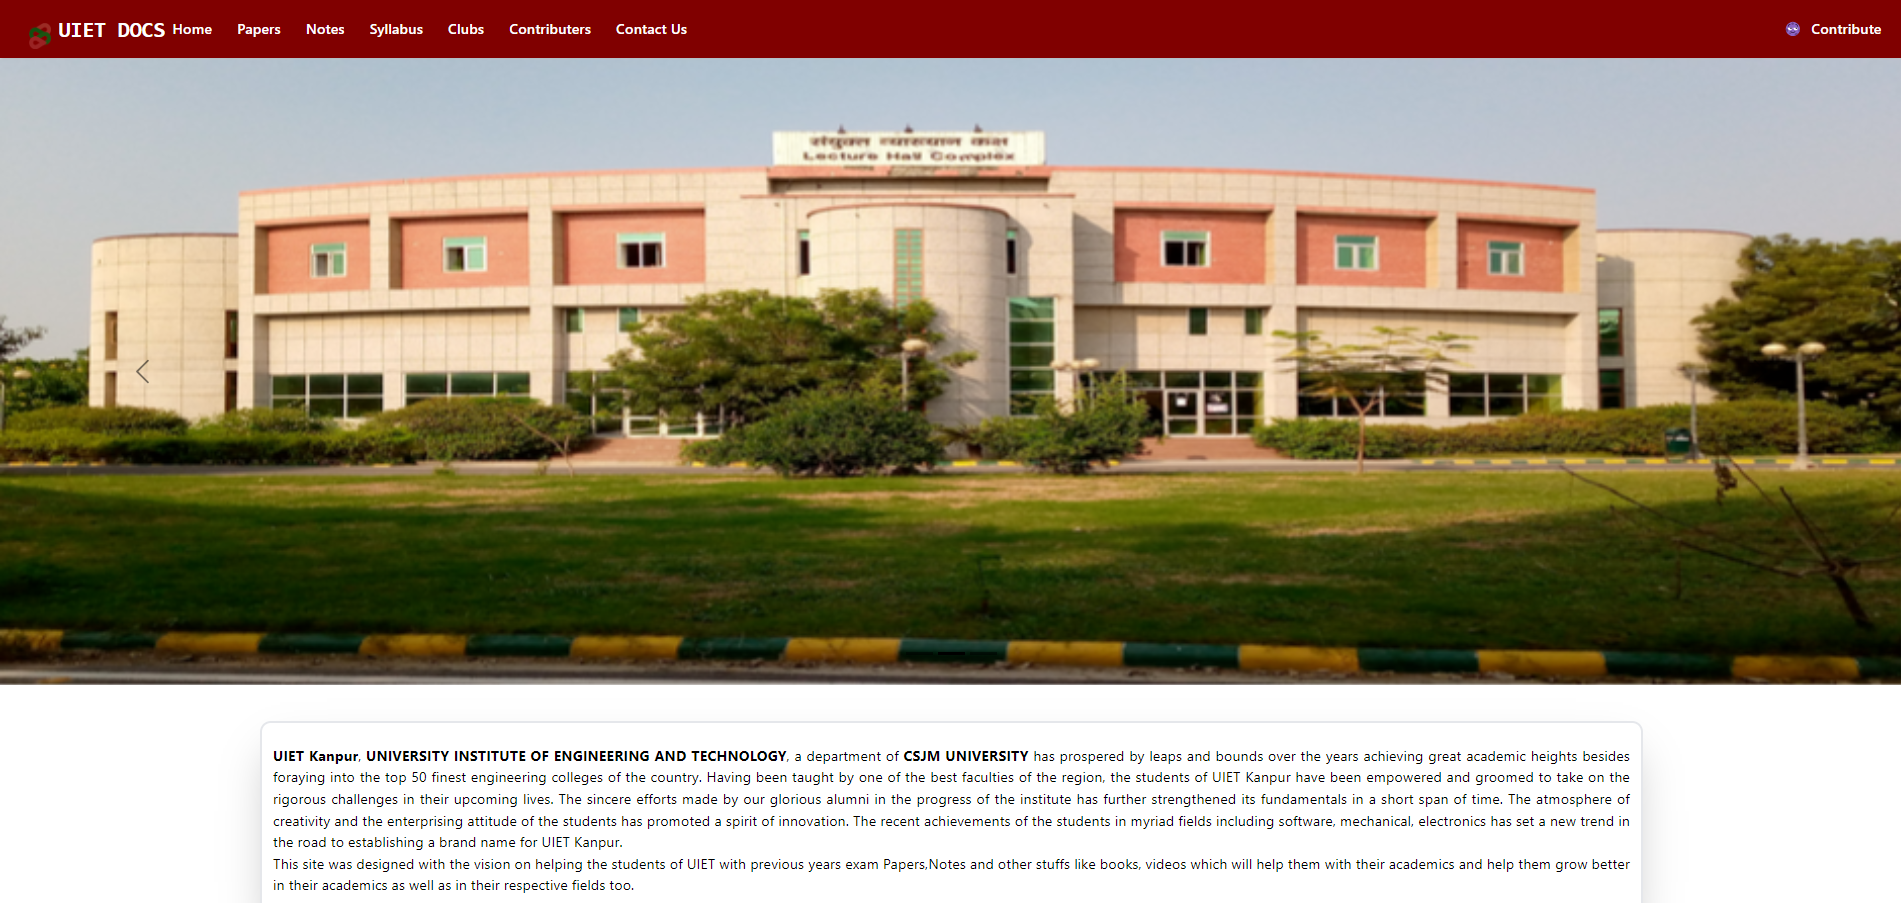 UIET DOCS Home Papers Notes Syllabus Clubs Contributers Contact Us Contribute
संयुक्त व्याख्यान कक्ष
Lecture Hall Complex
UIET Kanpur, UNIVERSITY INSTITUTE OF ENGINEERING AND TECHNOLOGY, a department of CSJM UNIVERSITY has prospered by leaps and bounds over the years achieving great academic heights besides
foraying into the top 50 finest engineering colleges of the country. Having been taught by one of the best faculties of the region, the students of UIET Kanpur have been empowered and groomed to take on the
rigorous challenges in their upcoming lives. The sincere efforts made by our glorious alumni in the progress of the institute has further strengthened its fundamentals in a short span of time. The atmosphere of
creativity and the enterprising attitude of the students has promoted a spirit of innovation. The recent achievements of the students in myriad fields including software, mechanical, electronics has set a new trend in
the road to establishing a brand name for UIET Kanpur.
This site was designed with the vision on helping the students of UIET with previous years exam Papers,Notes and other stuffs like books, videos which will help them with their academics and help them grow better
in their academics as well as in their respective fields too.